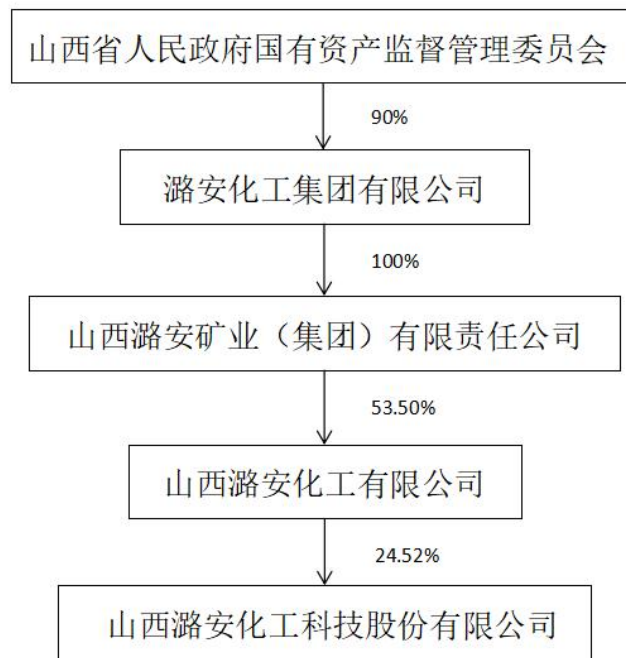 山西省人民政府国有资产监督管理委员会
90%
潞安化工集团有限公司
100%
山西潞安矿业（集团）有限责任公司
53.50%
山西潞安化工有限公司
24.52%
山西潞安化工科技股份有限公司